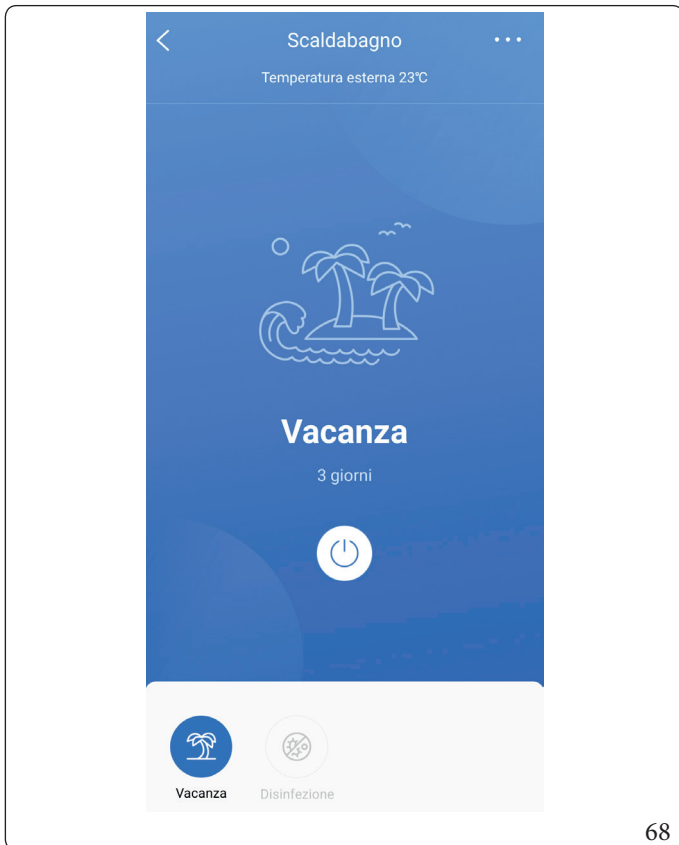 Scaldabagno
Temperatura esterna 23°C
Vacanza
3 giorni
Vacanza Disinfezione
68